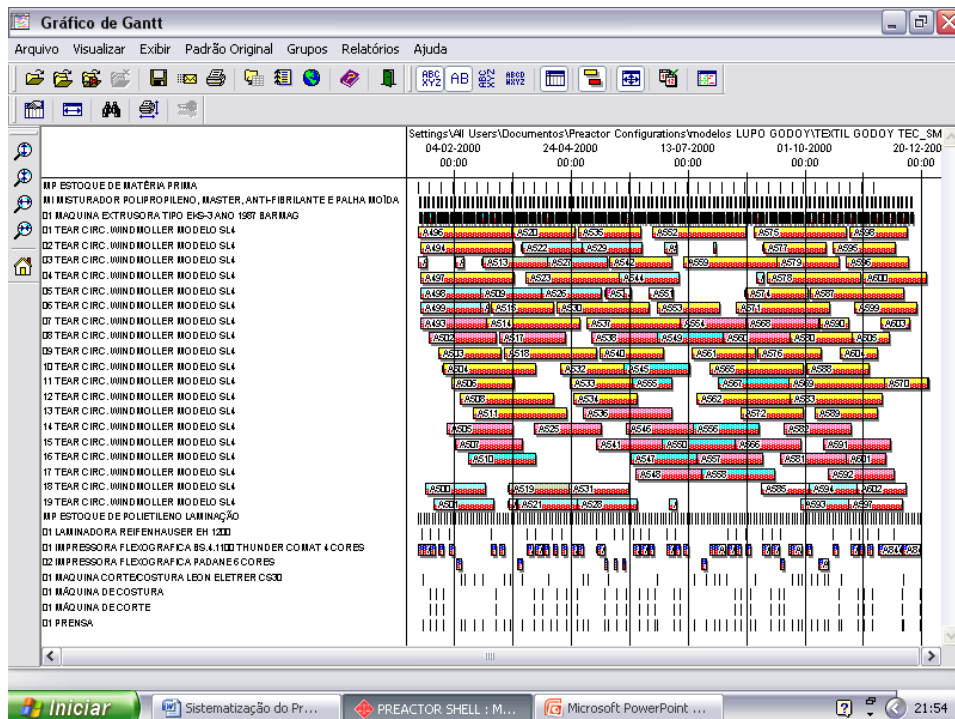 Gráfico de Gantt
Arquivo Visualizar Exibir Padrão Original Grupos Relatórios Ajuda
ABC XYZ AB ABCD WXYZ
Settings\All Users\Documentos\Preactor Configurations\modelos LUPO GODOY\TEXTIL GODOY TEC_SM
04-02-2000 24-04-2000 13-07-2000 01-10-2000 20-12-200
00:00 00:00 00:00 00:00 00:00
MP ESTOQUE DE MATÉRIA PRIMA
MI MISTURADOR POLIPROPILENO, MASTER, ANTI-FIBRILANTE E PALHA MOÍDA
01 MAQUINA EXTRUSORA TIPO EKS-3 ANO 1987 BARMAG
01 TEAR CIRC. WINDMOLLER MODELO SL4 A496 A520 A535 A552 A575 A598
02 TEAR CIRC. WINDMOLLER MODELO SL4 A494 A522 A529 A577 A595
03 TEAR CIRC. WINDMOLLER MODELO SL4 A513 A527 A542 A559 A579 A596
04 TEAR CIRC. WINDMOLLER MODELO SL4 A497 A523 A544 A578 A600
05 TEAR CIRC. WINDMOLLER MODELO SL4 A498 A509 A526 A551 A574 A587
06 TEAR CIRC. WINDMOLLER MODELO SL4 A499 A515 A530 A553 A571 A599
07 TEAR CIRC. WINDMOLLER MODELO SL4 A493 A514 A537 A554 A568 A590 A603
08 TEAR CIRC. WINDMOLLER MODELO SL4 A502 A517 A538 A549 A560 A580 A605
09 TEAR CIRC. WINDMOLLER MODELO SL4 A503 A518 A540 A561 A576 A604
10 TEAR CIRC. WINDMOLLER MODELO SL4 A504 A532 A545 A565 A588
11 TEAR CIRC. WINDMOLLER MODELO SL4 A506 A533 A555 A567 A569 A570
12 TEAR CIRC. WINDMOLLER MODELO SL4 A508 A534 A562 A583
13 TEAR CIRC. WINDMOLLER MODELO SL4 A511 A536 A572 A589
14 TEAR CIRC. WINDMOLLER MODELO SL4 A505 A525 A546 A556 A582
15 TEAR CIRC. WINDMOLLER MODELO SL4 A507 A541 A550 A566 A591
16 TEAR CIRC. WINDMOLLER MODELO SL4 A510 A547 A557 A581 A601
17 TEAR CIRC. WINDMOLLER MODELO SL4 A548 A558 A592
18 TEAR CIRC. WINDMOLLER MODELO SL4 A500 A519 A531 A585 A594 A602
19 TEAR CIRC. WINDMOLLER MODELO SL4 A501 A521 A528 A593 A597
MP ESTOQUE DE POLIETILENO LAMINAÇÃO
01 LAMINADORA REIFENHAUSER EH 1200
01 IMPRESSORA FLEXOGRAFICA BS.4.1100 THUNDER COMAT 4 CORES
02 IMPRESSORA FLEXOGRAFICA PADANE 6 CORES
01 MAQUINA CORTE/COSTURA LEON ELETRER CS30
01 MÁQUINA DE COSTURA
01 MÁQUINA DE CORTE
01 PRENSA
Iniciar Sistematização do Pr... PREACTOR SHELL : M... Microsoft PowerPoint ... 21:54